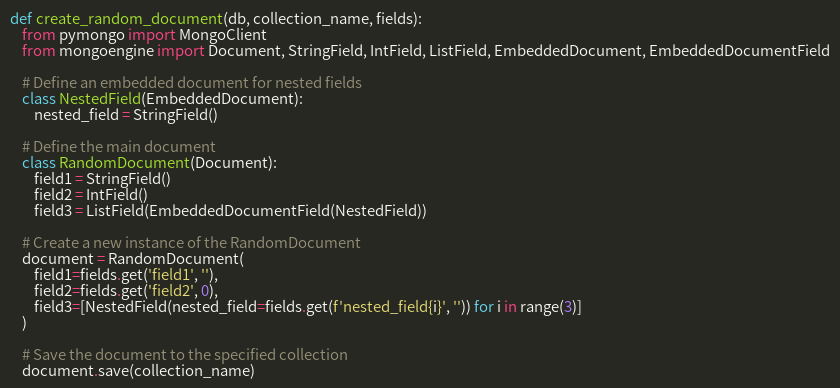 def create_random_document(db, collection_name, fields):
from pymongo import MongoClient
from mongoengine import Document, StringField, IntField, ListField, EmbeddedDocument, EmbeddedDocumentField
# Define an embedded document for nested fields
class NestedField(EmbeddedDocument):
nested_field = StringField()
# Define the main document
class RandomDocument(Document):
field1 = StringField()
field2 = IntField()
field3 = ListField(EmbeddedDocumentField(NestedField))
# Create a new instance of the RandomDocument
document = RandomDocument(
field1=fields.get('field1', ''),
field2=fields.get('field2', 0),
field3=[NestedField(nested_field=fields.get(f'nested_field{i}', '')) for i in range(3)]
)
# Save the document to the specified collection
document.save(collection_name)